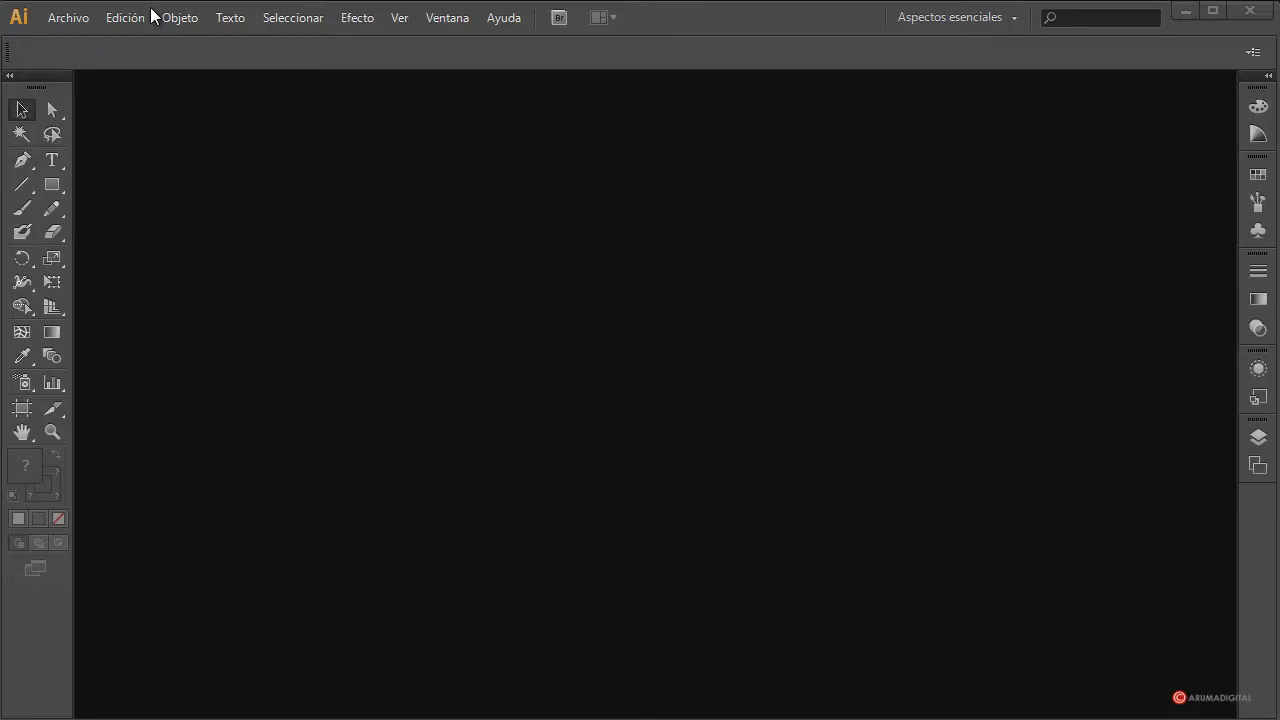 Ai Archivo Edición Objeto Texto Seleccionar Efecto Ver Ventana Ayuda Br Aspectos esenciales
T
?
? ?
?
© ARUMADIGITAL